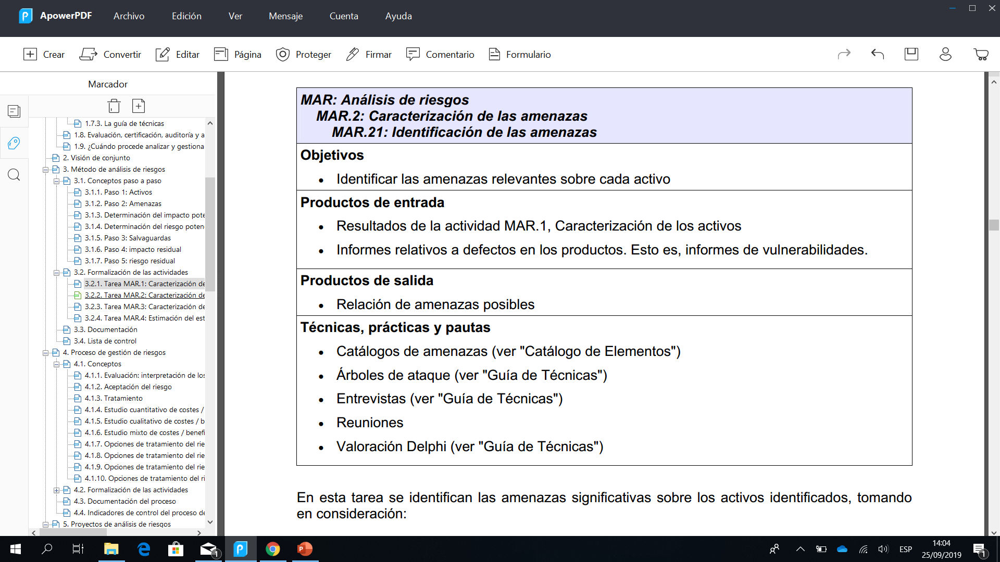 ApowerPDF
Archivo
Edición
Ver
Mensaje
Cuenta
Ayuda
Crear
Convertir
Editar
Página
Proteger
Firmar
Comentario
Formulario
Marcador
1.7.3. La guía de técnicas
1.8. Evaluación, certificación, auditoría y a
1.9. ¿Cuándo procede analizar y gestiona
2. Visión de conjunto
3. Método de análisis de riesgos
3.1. Conceptos paso a paso
3.1.1. Paso 1: Activos
3.1.2. Paso 2: Amenazas
3.1.3. Determinación del impacto pote
3.1.4. Determinación del riesgo poten
3.1.5. Paso 3: Salvaguardas
3.1.6. Paso 4: impacto residual
3.1.7. Paso 5: riesgo residual
3.2. Formalización de las actividades
3.2.1. Tarea MAR.1: Caracterización de
3.2.2. Tarea MAR.2: Caracterización de
3.2.3. Tarea MAR.3: Caracterización de
3.2.4. Tarea MAR.4: Estimación del est
3.3. Documentación
3.4. Lista de control
4. Proceso de gestión de riesgos
4.1. Conceptos
4.1.1. Evaluación: interpretación de los
4.1.2. Aceptación del riesgo
4.1.3. Tratamiento
4.1.4. Estudio cuantitativo de costes /
4.1.5. Estudio cualitativo de costes / b
4.1.6. Estudio mixto de costes / benefi
4.1.7. Opciones de tratamiento del rie
4.1.8. Opciones de tratamiento del rie
4.1.9. Opciones de tratamiento del rie
4.1.10. Opciones de tratamiento del ri
4.2. Formalización de las actividades
4.3. Documentación del proceso
4.4. Indicadores de control del proceso de
5. Proyectos de análisis de riesgos
MAR: Análisis de riesgos
MAR.2: Caracterización de las amenazas
MAR.21: Identificación de las amenazas
Objetivos
• Identificar las amenazas relevantes sobre cada activo
Productos de entrada
• Resultados de la actividad MAR.1, Caracterización de los activos
• Informes relativos a defectos en los productos. Esto es, informes de vulnerabilidades.
Productos de salida
• Relación de amenazas posibles
Técnicas, prácticas y pautas
• Catálogos de amenazas (ver "Catálogo de Elementos")
• Árboles de ataque (ver "Guía de Técnicas")
• Entrevistas (ver "Guía de Técnicas")
• Reuniones
• Valoración Delphi (ver "Guía de Técnicas")
En esta tarea se identifican las amenazas significativas sobre los activos identificados, tomando
en consideración:
1
ESP
14:04
25/09/2019
1